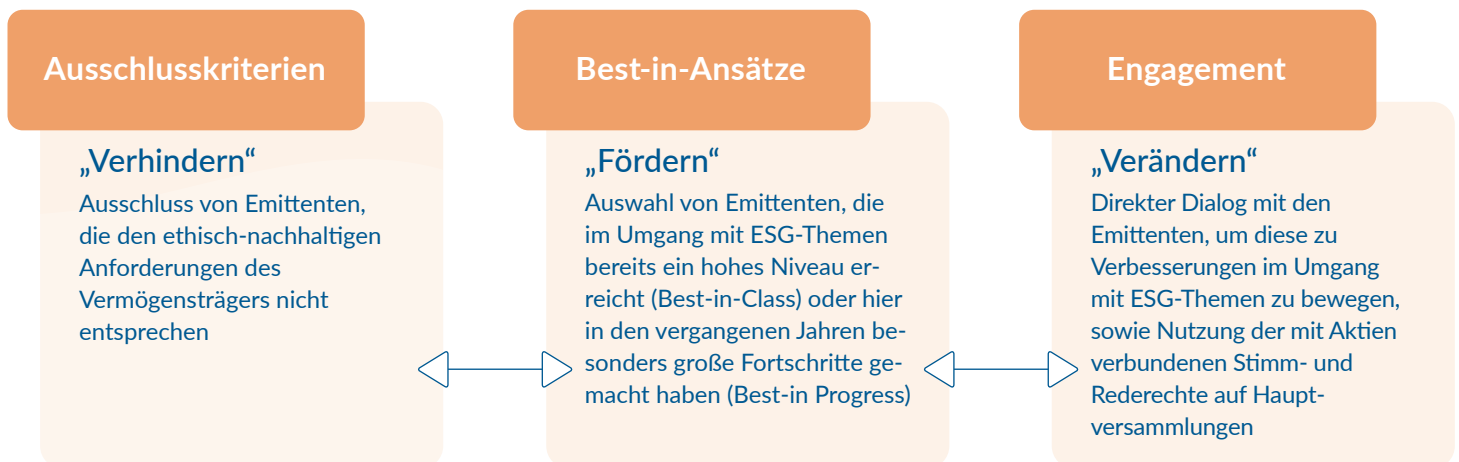 Ausschlusskriterien
„Verhindern“
Ausschluss von Emittenten,
die den ethisch-nachhaltigen
Anforderungen des
Vermögensträgers nicht
entsprechen
Best-in-Ansätze
„Fördern“
Auswahl von Emittenten, die
im Umgang mit ESG-Themen
bereits ein hohes Niveau er-
reicht (Best-in-Class) oder hier
in den vergangenen Jahren be-
sonders große Fortschritte ge-
macht haben (Best-in Progress)
Engagement
„Verändern“
Direkter Dialog mit den
Emittenten, um diese zu
Verbesserungen im Umgang
mit ESG-Themen zu bewegen,
sowie Nutzung der mit Aktien
verbundenen Stimm- und
Rederechte auf Haupt-
versammlungen